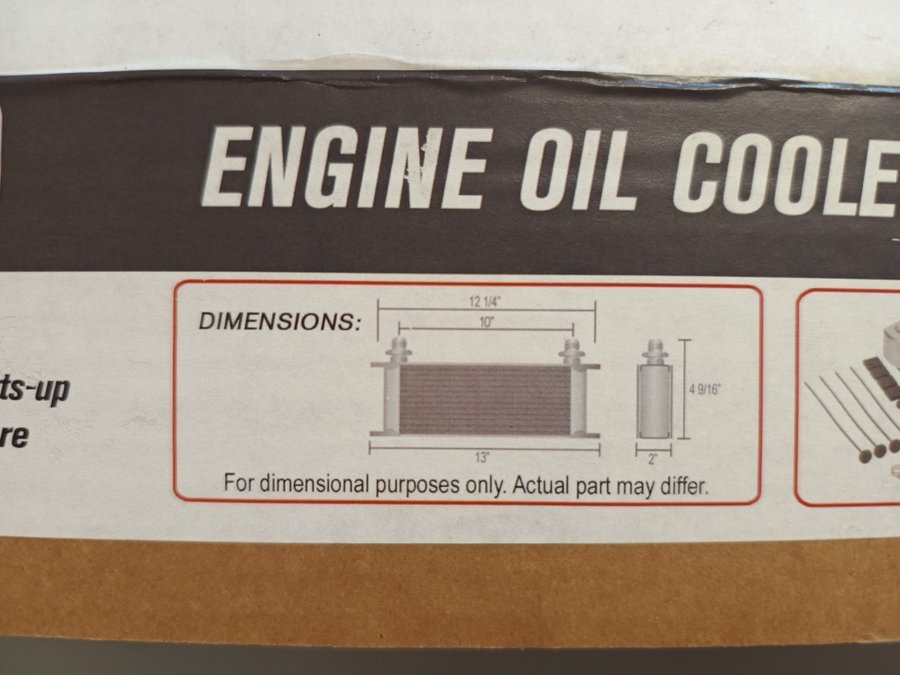 ENGINE OIL COOLE
DIMENSIONS:
12 1/4"
10"
4 9/16"
13"
2"
For dimensional purposes only. Actual part may differ.
ts-up
re